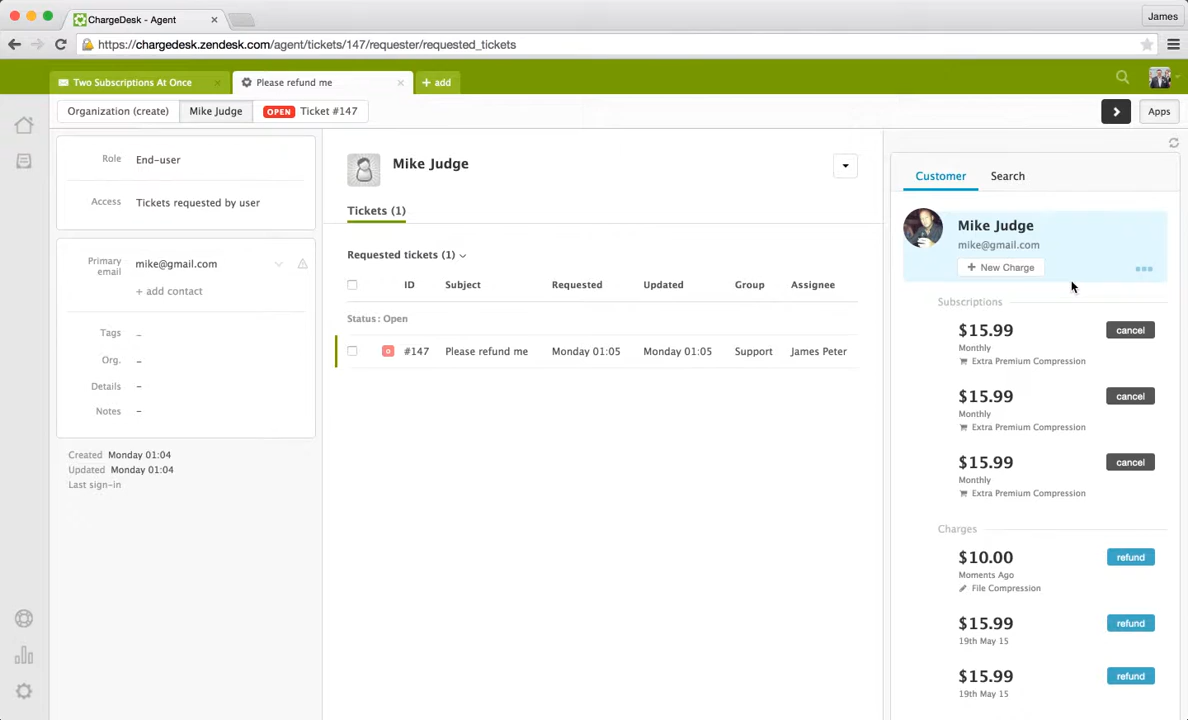 ChargeDesk - Agent
James
https://chargedesk.zendesk.com/agent/tickets/147/requester/requested_tickets
Two Subscriptions At Once
Please refund me
+ add
Organization (create)
Mike Judge
OPEN Ticket #147
Apps
Role End-user
Access Tickets requested by user
Primary email mike@gmail.com
+ add contact
Tags –
Org. –
Details –
Notes –
Created Monday 01:04
Updated Monday 01:04
Last sign-in
Mike Judge
Tickets (1)
Requested tickets (1)
ID Subject Requested Updated Group Assignee
Status: Open
o #147 Please refund me Monday 01:05 Monday 01:05 Support James Peter
Customer Search
Mike Judge
mike@gmail.com
+ New Charge
Subscriptions
$15.99 cancel
Monthly
Extra Premium Compression
$15.99 cancel
Monthly
Extra Premium Compression
$15.99 cancel
Monthly
Extra Premium Compression
Charges
$10.00 refund
Moments Ago
File Compression
$15.99 refund
19th May 15
$15.99 refund
19th May 15